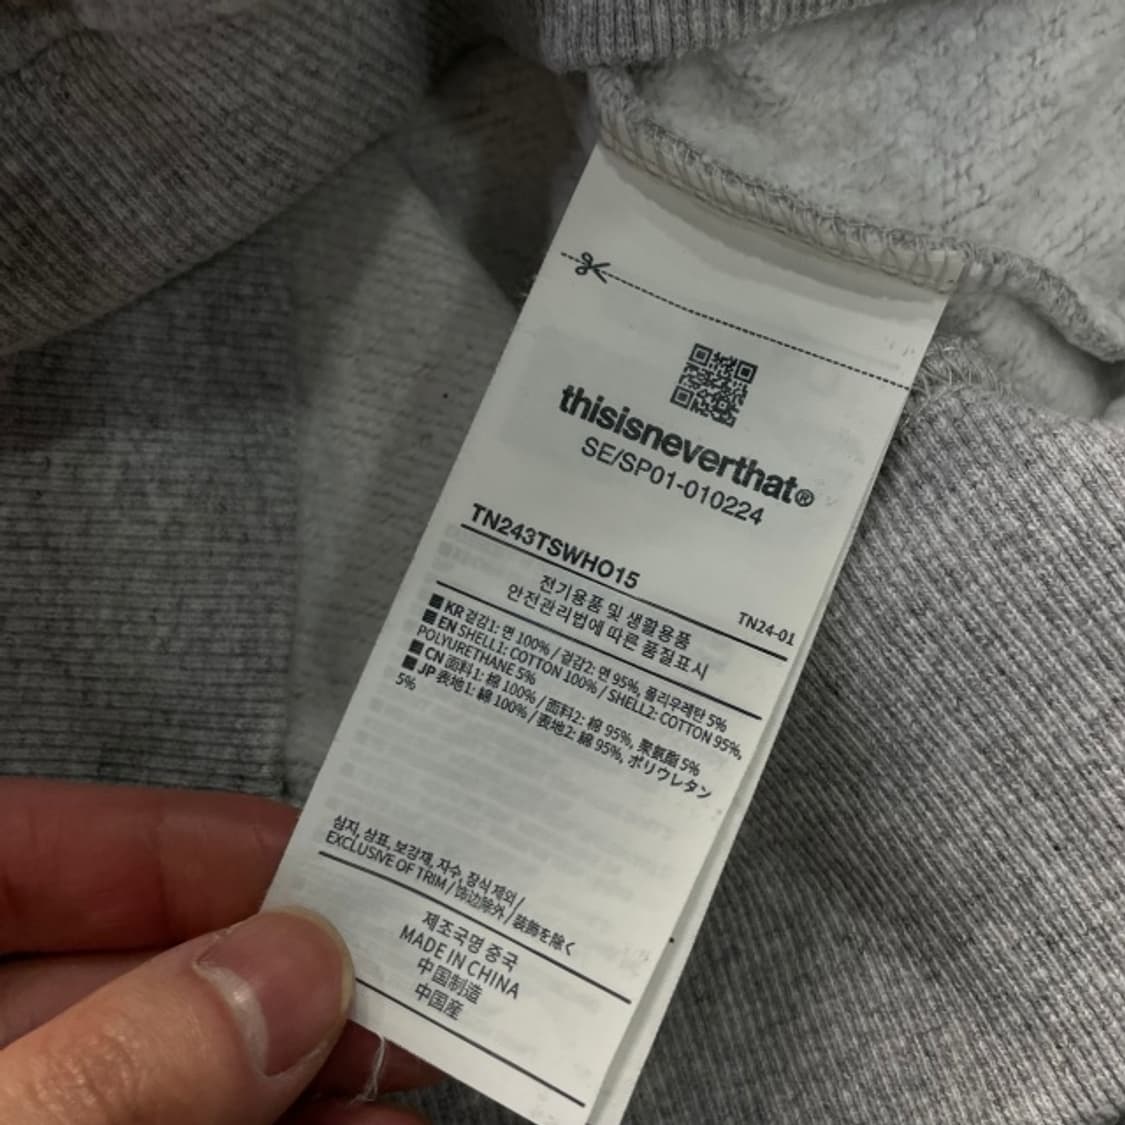 thisisneverthat®
SE/SP01-010224
TN243TSWHO15
TN24-01
전기용품 및 생활용품
안전관리법에 따른 품질표시
■ KR 겉감1: 면 100% / 겉감2: 면 95%, 폴리우레탄 5%
■ EN SHELL1: COTTON 100% / SHELL2: COTTON 95%,
POLYURETHANE 5%
■ CN 面料1: 棉 100% / 面料2: 棉 95%, 聚氨酯 5%
■ JP 表地1: 綿 100% / 表地2: 綿 95%, ポリウレタン
5%
심지, 상표, 보강재, 자수, 장식 제외 /
EXCLUSIVE OF TRIM / 饰边除外 / 装飾を除く
제조국명 중국
MADE IN CHINA
中国制造
中国産